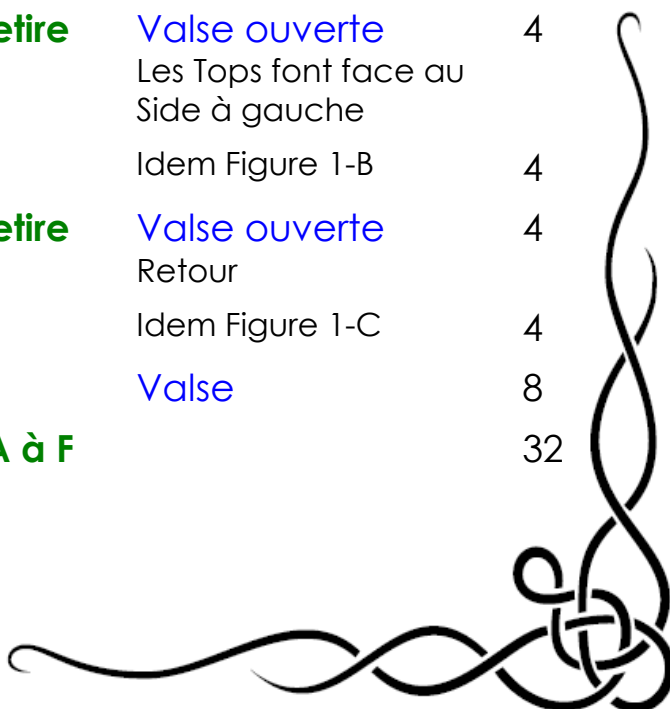 etire Valse ouverte 4
Les Tops font face au
Side à gauche
Idem Figure 1-B 4
etire Valse ouverte 4
Retour
Idem Figure 1-C 4
Valse 8
A à F 32